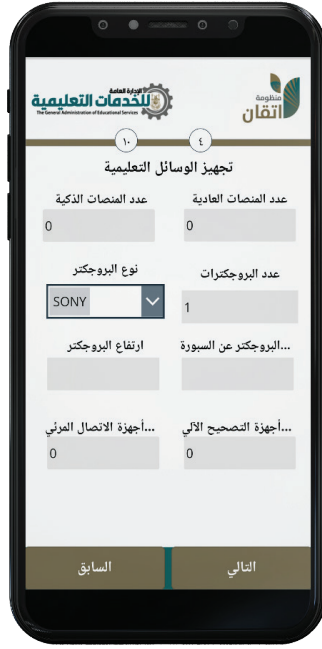 منظومة
اتقان
الإدارة العامة
للخدمات التعليمية
The General Administration of Educational Services
٤
١٠
تجهيز الوسائل التعليمية
عدد المنصات العادية
عدد المنصات الذكية
0
0
عدد البروجكترات
نوع البروجكتر
1
SONY
...البروجكتر عن السبورة
ارتفاع البروجكتر
...أجهزة التصحيح الآلي
...أجهزة الاتصال المرئي
0
0
التالي
السابق